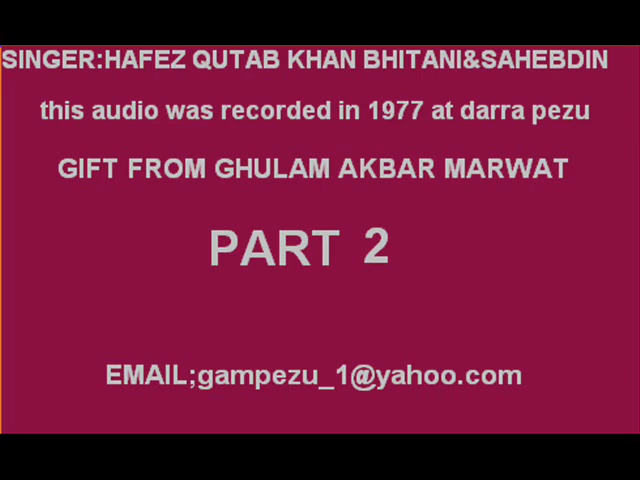 SINGER:HAFEZ QUTAB KHAN BHITANI&SAHEBDIN
this audio was recorded in 1977 at darra pezu
GIFT FROM GHULAM AKBAR MARWAT
PART 2
EMAIL;gampezu_1@yahoo.com